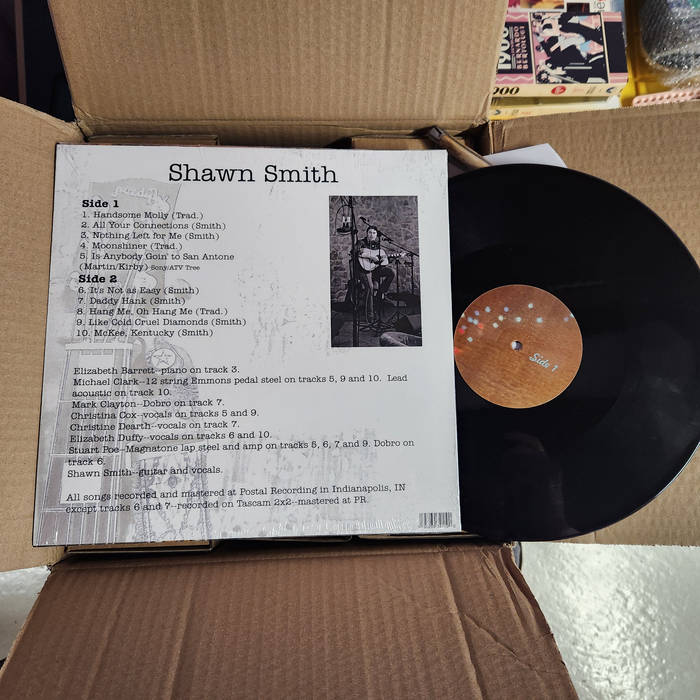 1900
BERNARDO
BERTOLUCCI
900
Shawn Smith
Side 1
1. Handsome Molly (Trad.)
2. All Your Connections (Smith)
3. Nothing Left for Me (Smith)
4. Moonshiner (Trad.)
5. Is Anybody Goin' to San Antone
(Martin/Kirby) Sony/ATV Tree
Side 2
6. It's Not as Easy (Smith)
7. Daddy Hank (Smith)
8. Hang Me, Oh Hang Me (Trad.)
9. Like Cold Cruel Diamonds (Smith)
10. McKee, Kentucky (Smith)
Elizabeth Barrett--piano on track 3.
Michael Clark--12 string Emmons pedal steel on tracks 5, 9 and 10. Lead
acoustic on track 10.
Mark Clayton--Dobro on track 7.
Christina Cox--vocals on tracks 5 and 9.
Christine Dearth--vocals on track 7.
Elizabeth Duffy--vocals on tracks 6 and 10.
Stuart Poe--Magnatone lap steel and amp on tracks 5, 6, 7 and 9. Dobro on
track 6.
Shawn Smith--guitar and vocals.
All songs recorded and mastered at Postal Recording in Indianapolis, IN
except tracks 6 and 7--recorded on Tascam 2x2--mastered at PR.
Side 1